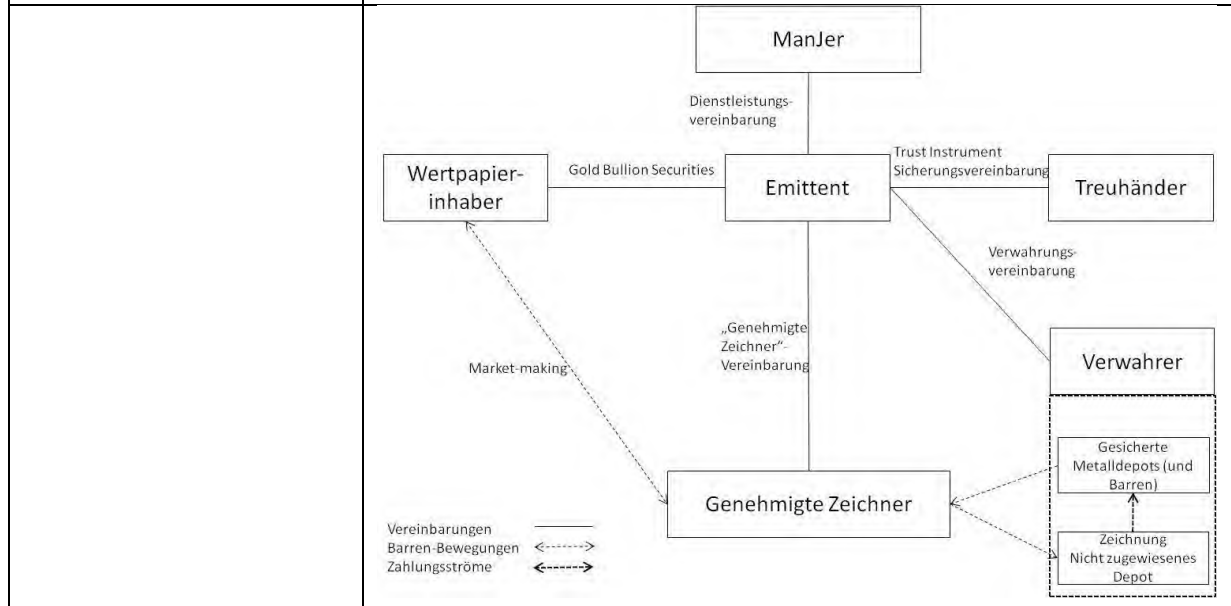 ManJer
Dienstleistungs-
vereinbarung
Wertpapier-
inhaber
Gold Bullion Securities
Emittent
Trust Instrument
Sicherungsvereinbarung
Treuhänder
Verwahrungs-
vereinbarung
„Genehmigte
Zeichner“-
Vereinbarung
Market-making
Verwahrer
Gesicherte
Metalldepots (und
Barren)
Genehmigte Zeichner
Zeichnung
Nicht zugewiesenes
Depot
Vereinbarungen
Barren-Bewegungen
Zahlungsströme